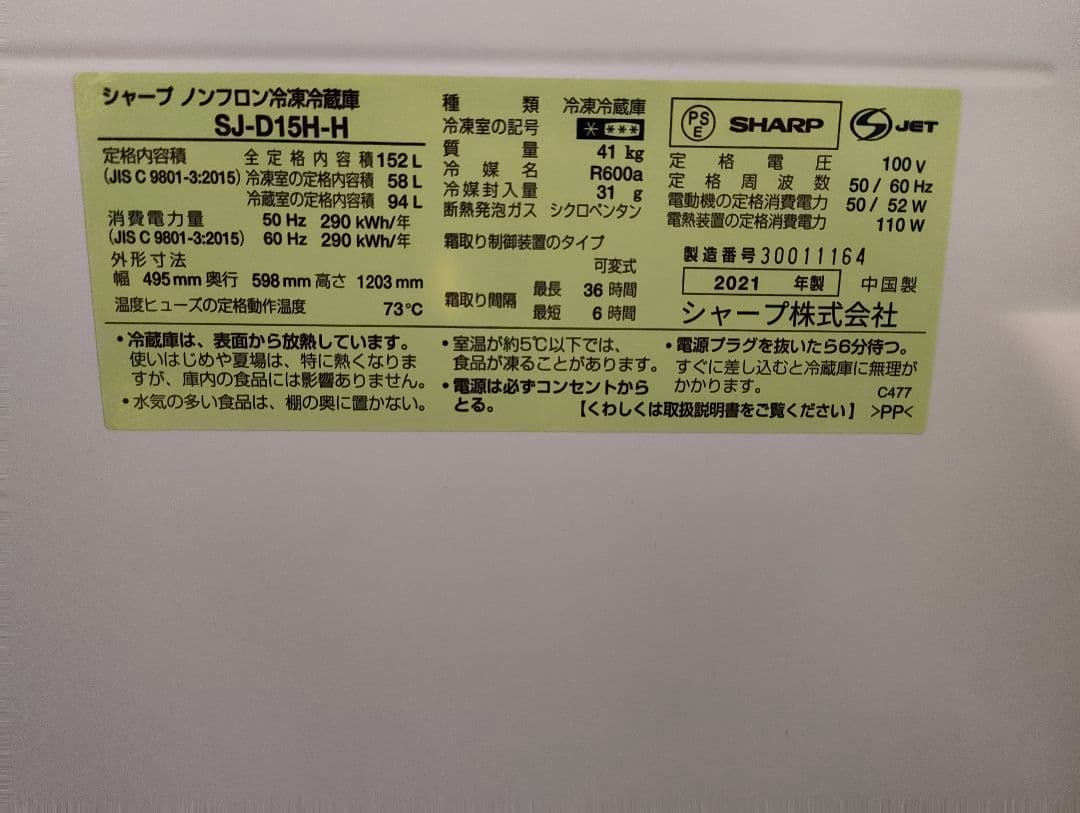 シャープ ノンフロン冷凍冷蔵庫
SJ-D15H-H
定格内容積 全定格内容積 152 L
(JIS C 9801-3:2015) 冷凍室の定格内容積 58 L
冷蔵室の定格内容積 94 L
消費電力量 50 Hz 290 kWh/年
(JIS C 9801-3:2015) 60 Hz 290 kWh/年
外形寸法
幅 495 mm 奥行 598 mm 高さ 1203 mm
温度ヒューズの定格動作温度 73℃
種類 冷凍冷蔵庫
冷凍室の記号 * ***
質量 41 kg
冷媒名 R600a
冷媒封入量 31 g
断熱発泡ガス シクロペンタン
霜取り制御装置のタイプ
可変式
霜取り間隔 最長 36 時間
最短 6 時間
PSE SHARP S JET
定格電圧 100 V
定格周波数 50 / 60 Hz
電動機の定格消費電力 50 / 52 W
電熱装置の定格消費電力 110 W
製造番号 30011164
2021 年製 中国製
シャープ株式会社
・冷蔵庫は、表面から放熱しています。
使いはじめや夏場は、特に熱くなりま
すが、庫内の食品には影響ありません。
・水気の多い食品は、棚の奥に置かない。
・室温が約5℃以下では、
食品が凍ることがあります。
・電源は必ずコンセントから
とる。
・電源プラグを抜いたら6分待つ。
すぐに差し込むと冷蔵庫に無理が
かかります。
C477
【くわしくは取扱説明書をご覧ください】 >PP<